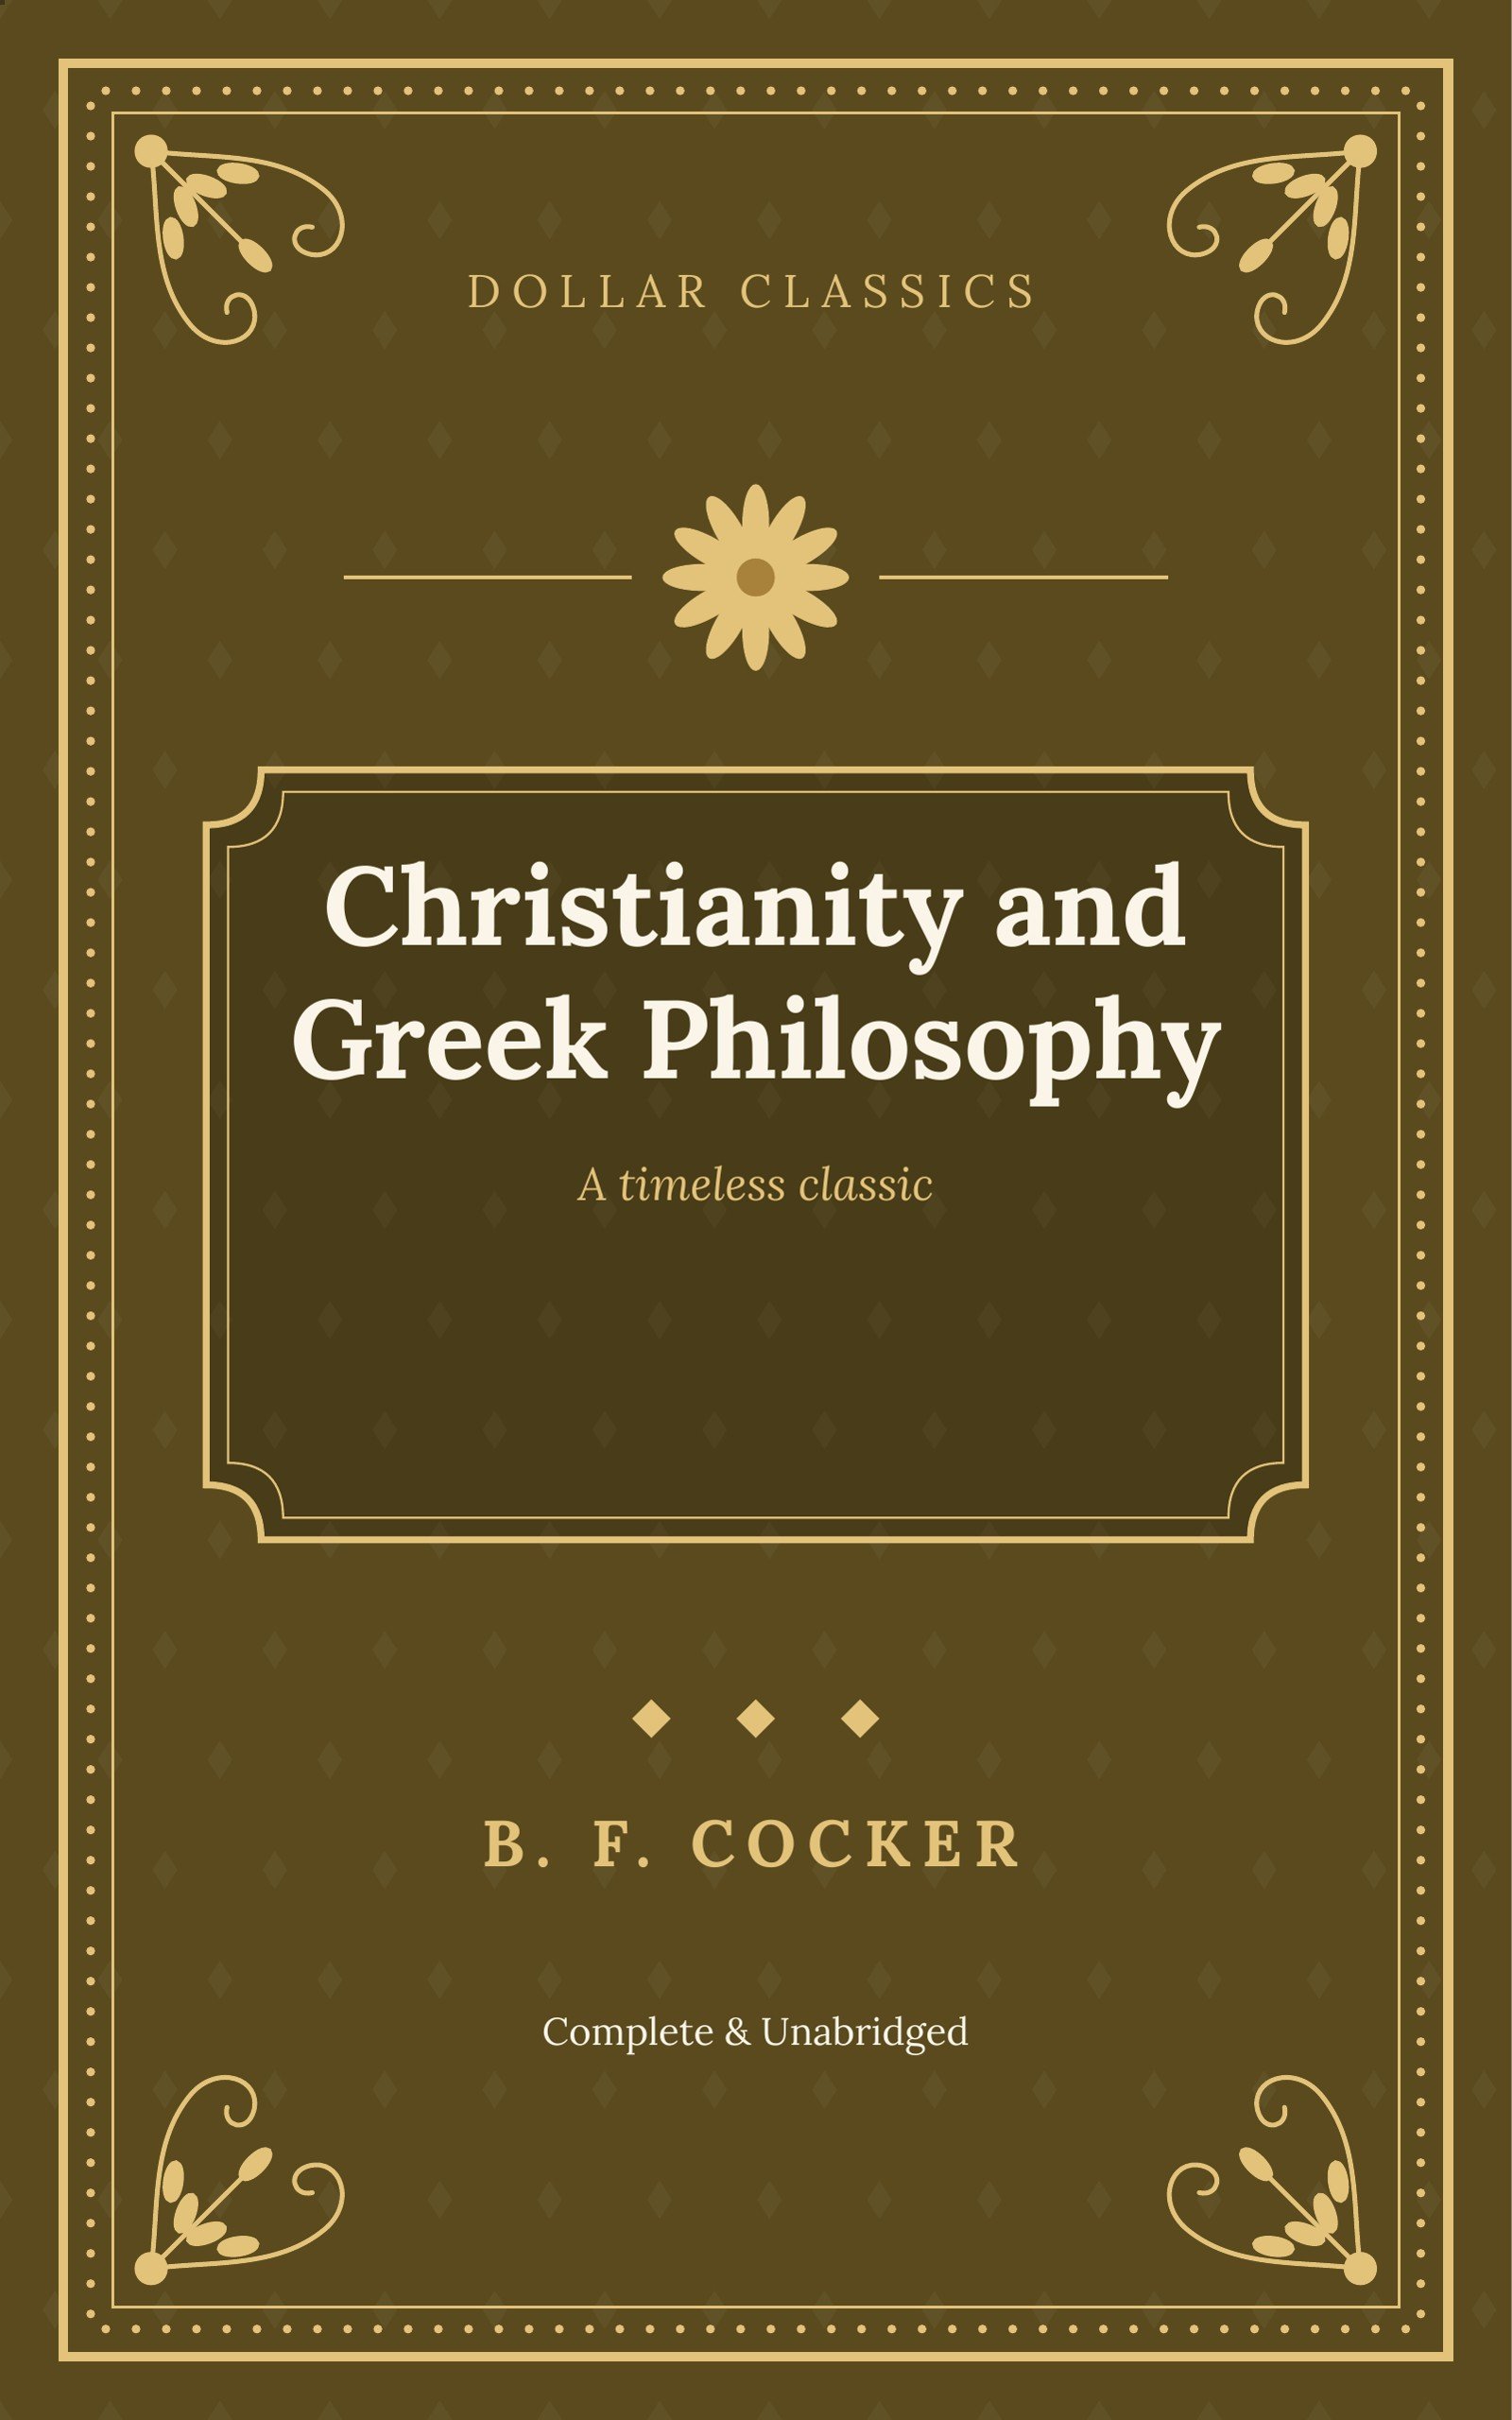 DOLLAR CLASSICS
Christianity and
Greek Philosophy
A timeless classic
B. F. COCKER
Complete & Unabridged